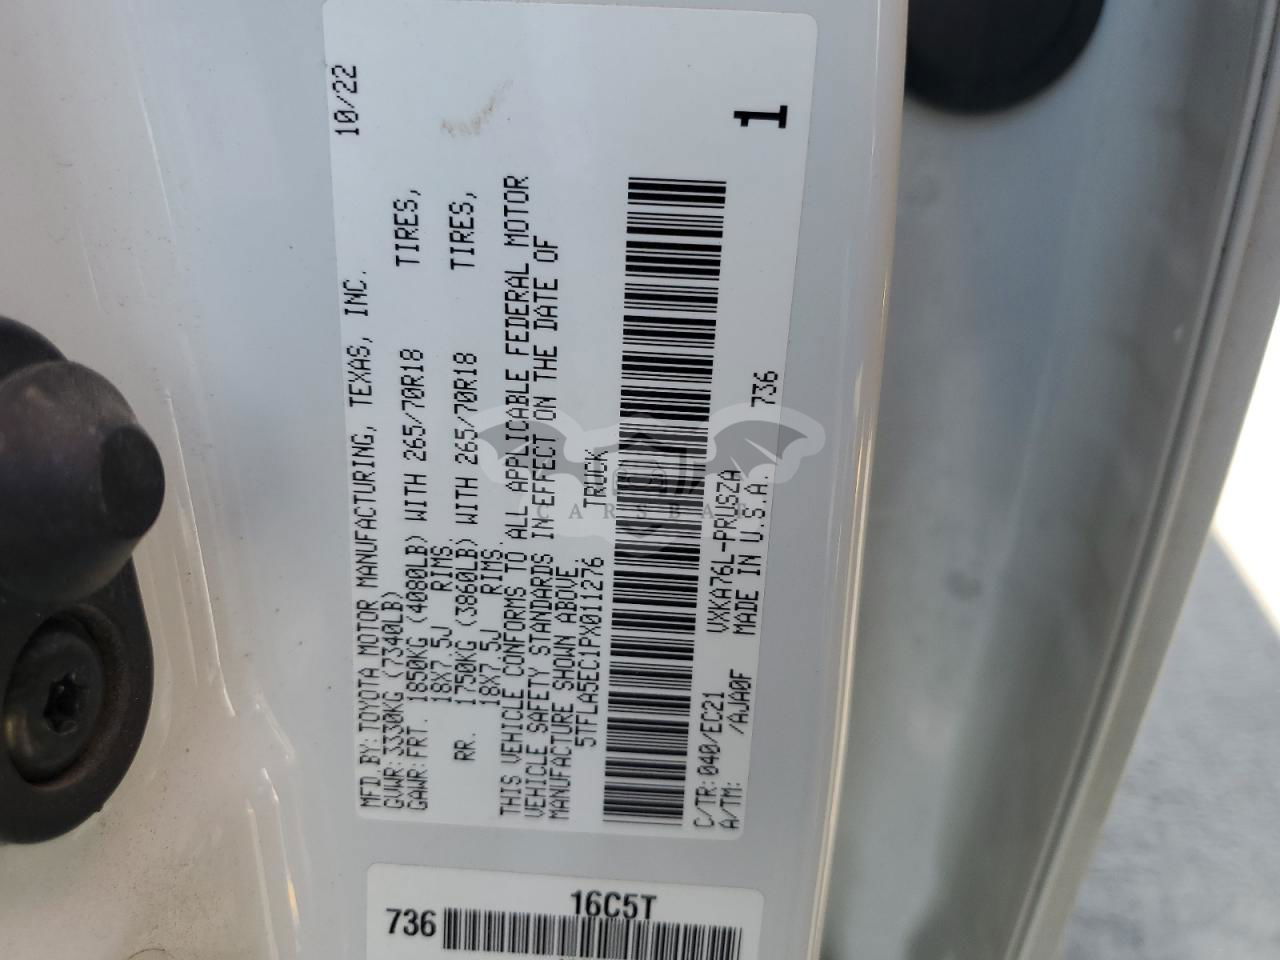 MFD.BY:TOYOTA MOTOR MANUFACTURING, TEXAS, INC. 10/22
GVWR:3330KG (7340LB)
GAWR:FRT. 1850KG (4080LB) WITH 265/70R18 TIRES,
18X7.5J RIMS.
RR. 1750KG (3860LB) WITH 265/70R18 TIRES,
18X7.5J RIMS.
THIS VEHICLE CONFORMS TO ALL APPLICABLE FEDERAL MOTOR
VEHICLE SAFETY STANDARDS IN EFFECT ON THE DATE OF
MANUFACTURE SHOWN ABOVE.
5TFLA5EC1PX011276 TRUCK
1
C/TR:040/EC21 VXKA76L-PRUSZA
A/TM: /AJA0F MADE IN U.S.A. 736
CARSBAT
16C5T
736